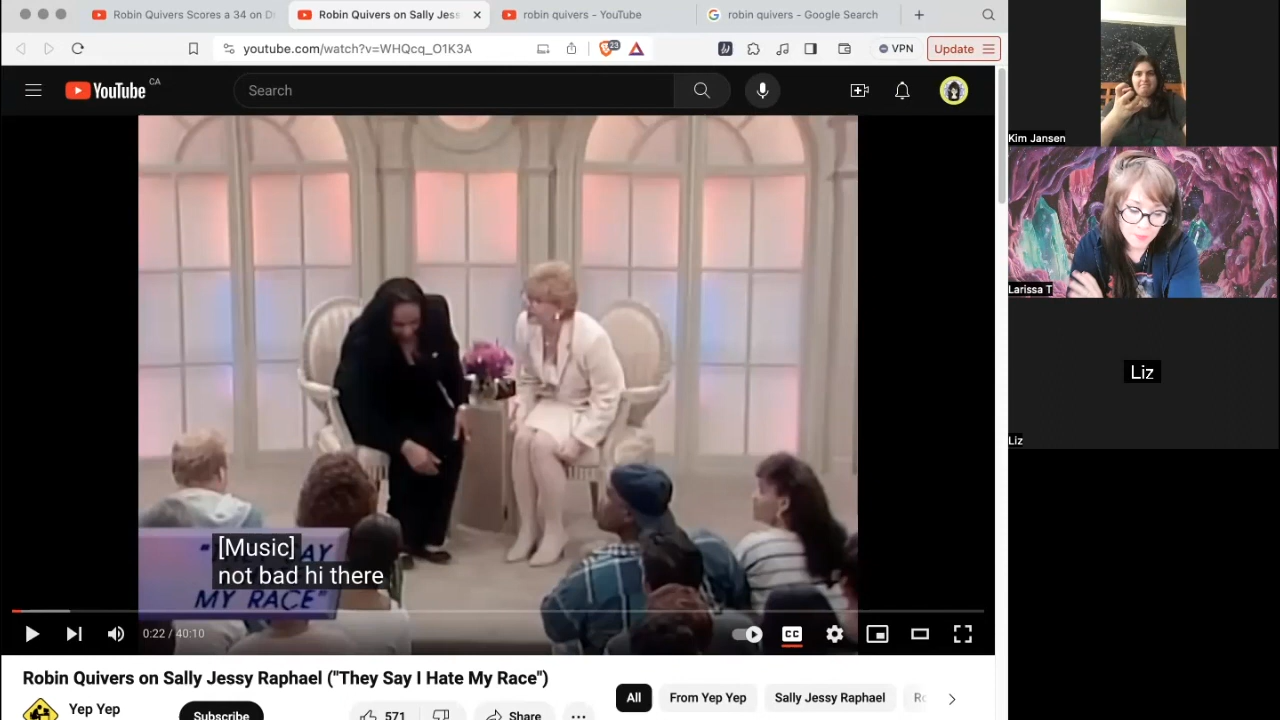 Robin Quivers Scores a 34 on D
Robin Quivers on Sally Jess
robin quivers - YouTube
robin quivers - Google Search
youtube.com/watch?v=WHQcq_O1K3A
23
VPN
Update
YouTube
CA
Search
Kim Jansen
Larissa T
Liz
Liz
[Music]
not bad hi there
MY RACE"
0:22 / 40:10
CC
Robin Quivers on Sally Jessy Raphael ("They Say I Hate My Race")
All
From Yep Yep
Sally Jessy Raphael
Yep Yep
Subscribe
571
Share